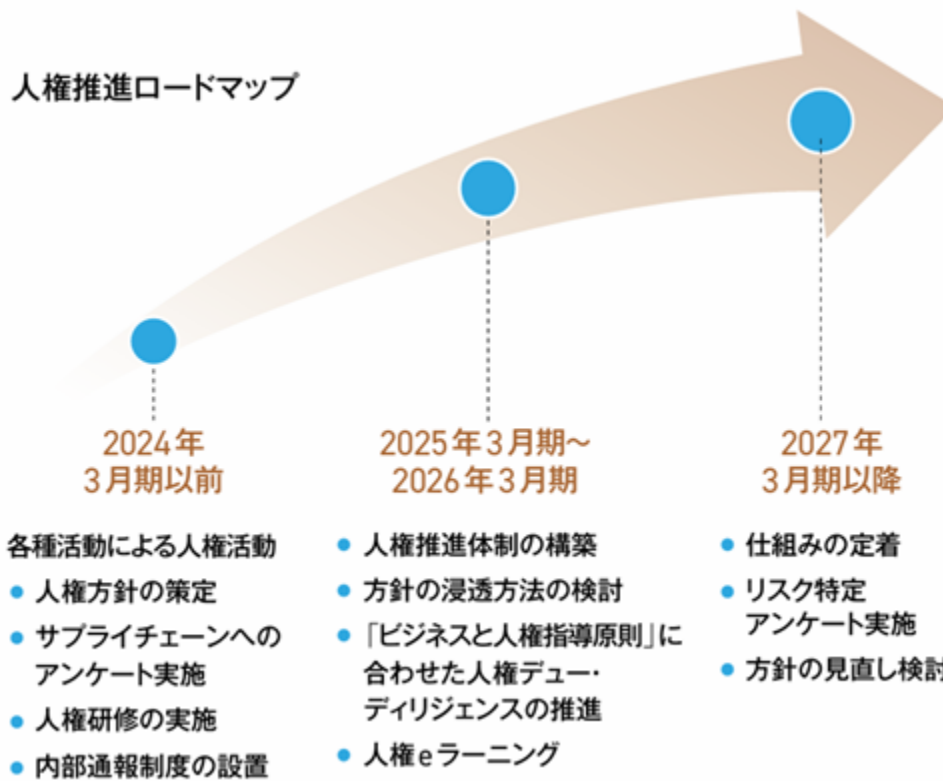 人権推進ロードマップ
2024年
3月期以前
各種活動による人権活動
● 人権方針の策定
● サプライチェーンへの
アンケート実施
● 人権研修の実施
● 内部通報制度の設置
2025年3月期～
2026年3月期
● 人権推進体制の構築
● 方針の浸透方法の検討
● 「ビジネスと人権指導原則」に
合わせた人権デュー・
ディリジェンスの推進
● 人権eラーニング
2027年
3月期以降
● 仕組みの定着
● リスク特定
アンケート実施
● 方針の見直し検討